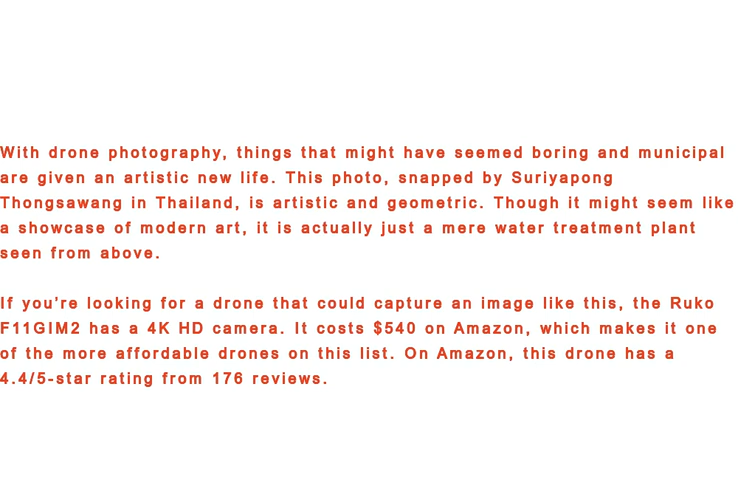 With drone photography, things that might have seemed boring and municipal
are given an artistic new life. This photo, snapped by Suriyapong
Thongsawang in Thailand, is artistic and geometric. Though it might seem like
a showcase of modern art, it is actually just a mere water treatment plant
seen from above.
If you're looking for a drone that could capture an image like this, the Ruko
F11GIM2 has a 4K HD camera. It costs $540 on Amazon, which makes it one
of the more affordable drones on this list. On Amazon, this drone has a
4.4/5-star rating from 176 reviews.